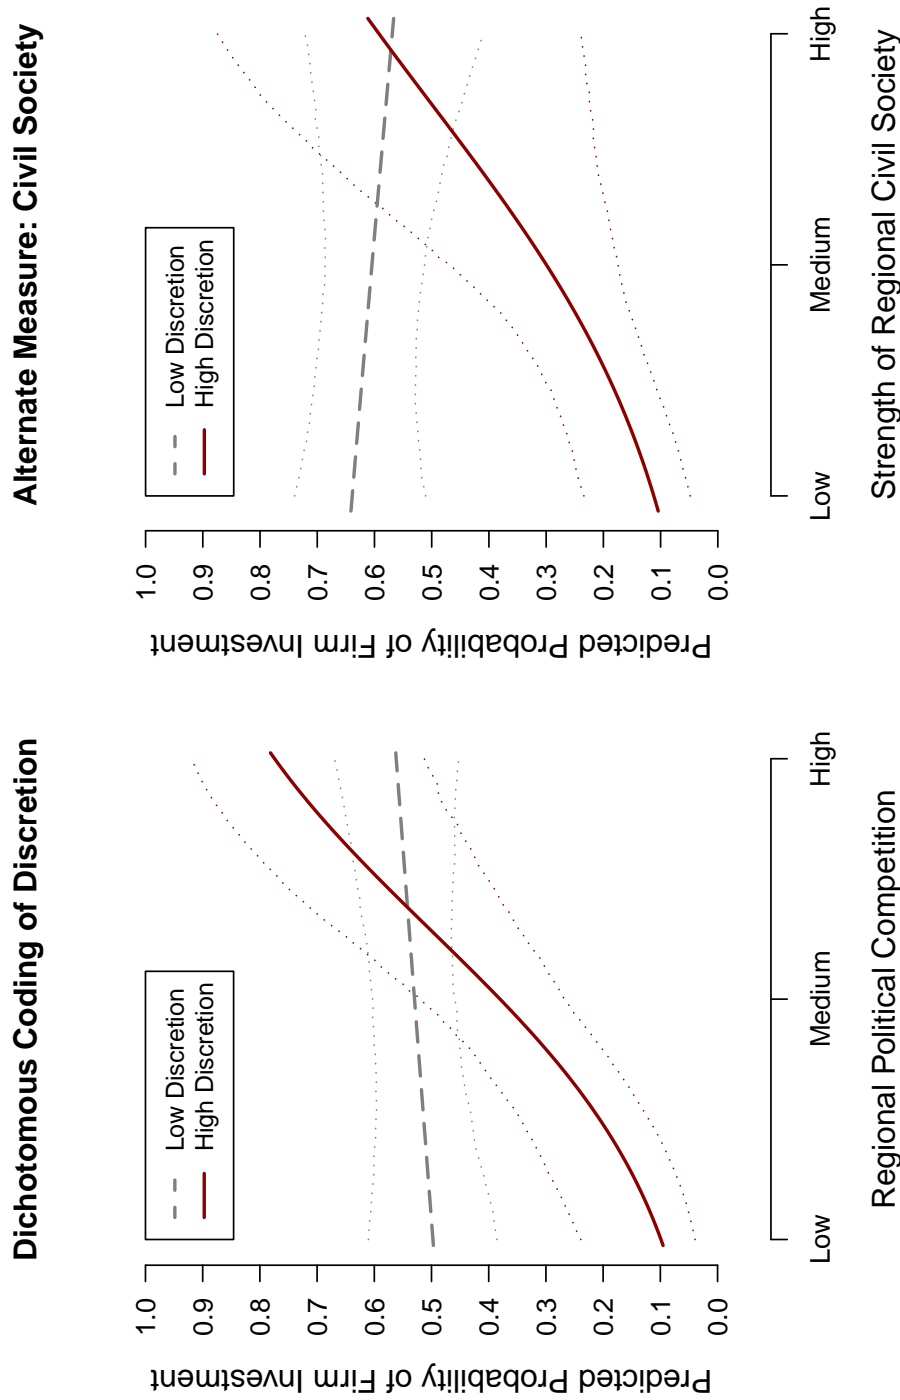 Dichotomous Coding of Discretion
Predicted Probability of Firm Investment
1.0
0.9
0.8
0.7
0.6
0.5
0.4
0.3
0.2
0.1
0.0
Low Discretion
High Discretion
Low
Medium
High
Regional Political Competition
Alternate Measure: Civil Society
Predicted Probability of Firm Investment
1.0
0.9
0.8
0.7
0.6
0.5
0.4
0.3
0.2
0.1
0.0
Low Discretion
High Discretion
Low
Medium
High
Strength of Regional Civil Society